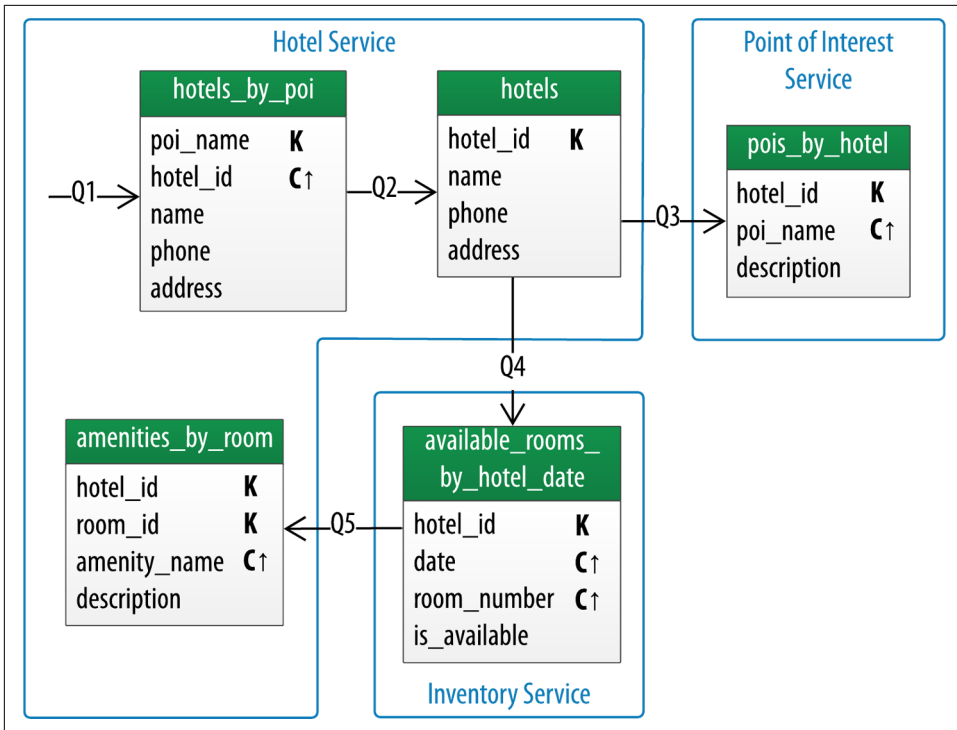 Hotel Service
Point of Interest
Service
hotels_by_poi
poi_name K
hotel_id C↑
name
phone
address
hotels
hotel_id K
name
phone
address
pois_by_hotel
hotel_id K
poi_name C↑
description
Q1
Q2
Q3
Q4
amenities_by_room
hotel_id K
room_id K
amenity_name C↑
description
Q5
available_rooms_
by_hotel_date
hotel_id K
date C↑
room_number C↑
is_available
Inventory Service